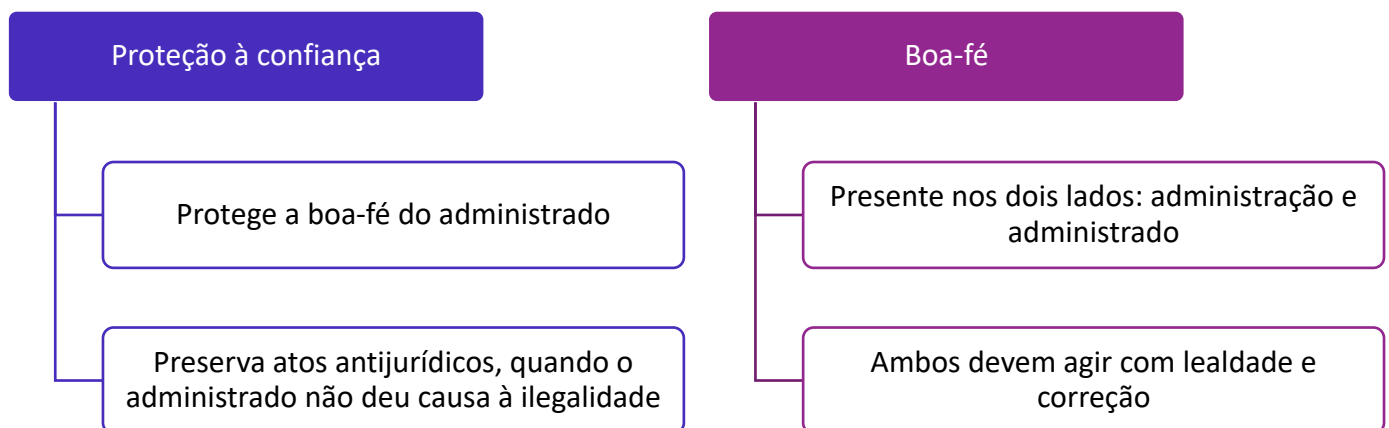 Proteção à confiança
Protege a boa-fé do administrado
Preserva atos antijurídicos, quando o
administrado não deu causa à ilegalidade
Boa-fé
Presente nos dois lados: administração e
administrado
Ambos devem agir com lealdade e
correção